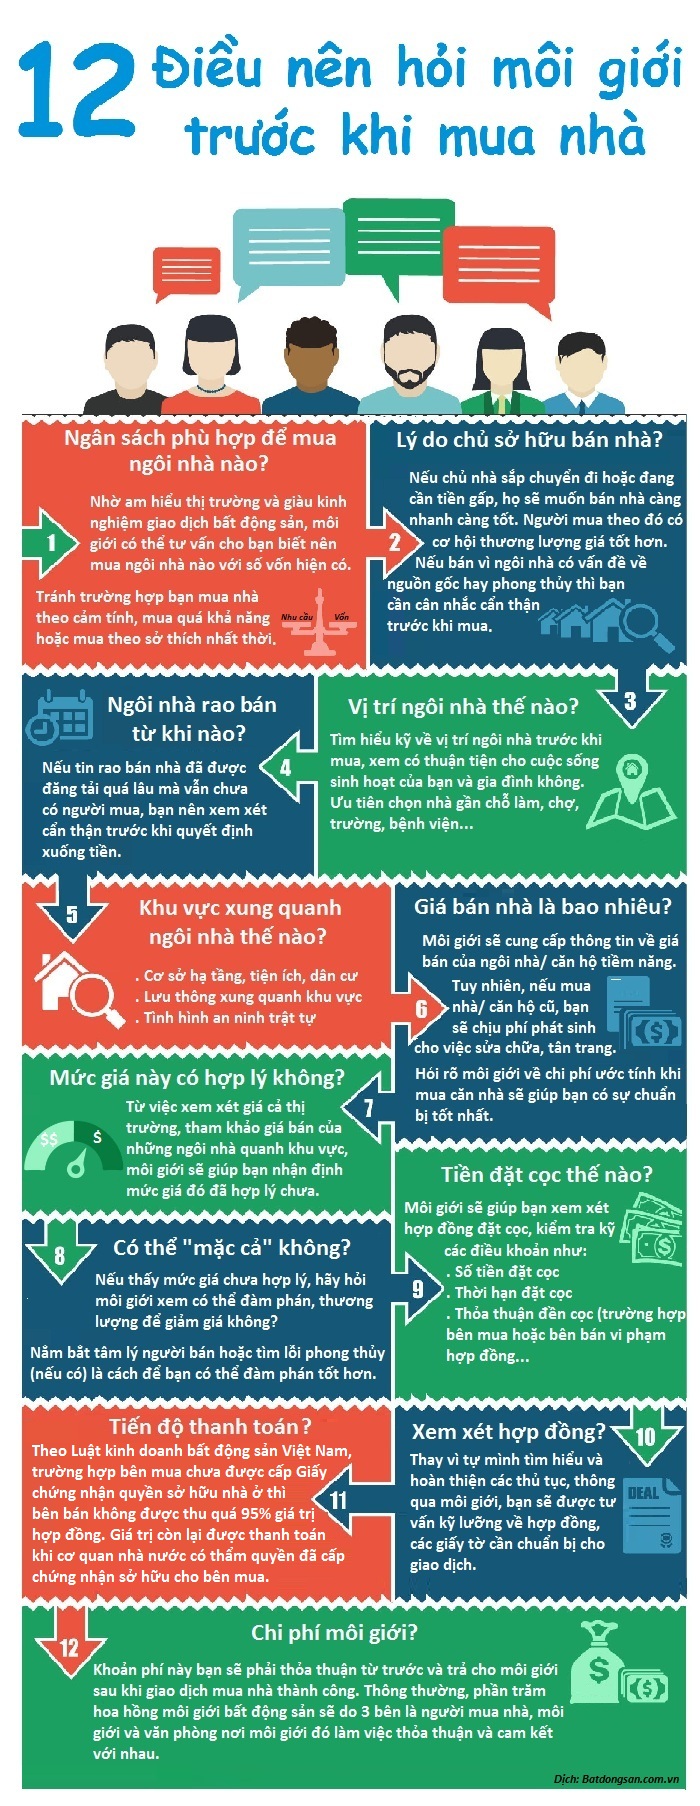 12 Điều nên hỏi môi giới
trước khi mua nhà
Ngân sách phù hợp để mua
ngôi nhà nào?
1
Nhờ am hiểu thị trường và giàu kinh
nghiệm giao dịch bất động sản, môi
giới có thể tư vấn cho bạn biết nên
mua ngôi nhà nào với số vốn hiện có.
Tránh trường hợp bạn mua nhà
theo cảm tính, mua quá khả năng
hoặc mua theo sở thích nhất thời.
Nhu cầu Vốn
Lý do chủ sở hữu bán nhà?
2
Nếu chủ nhà sắp chuyển đi hoặc đang
cần tiền gấp, họ sẽ muốn bán nhà càng
nhanh càng tốt. Người mua theo đó có
cơ hội thương lượng giá tốt hơn.
Nếu bán vì ngôi nhà có vấn đề về
nguồn gốc hay phong thủy thì bạn
cần cân nhắc cẩn thận
trước khi mua.
3
Vị trí ngôi nhà thế nào?
Tìm hiểu kỹ về vị trí ngôi nhà trước khi
mua, xem có thuận tiện cho cuộc sống
sinh hoạt của bạn và gia đình không.
Ưu tiên chọn nhà gần chỗ làm, chợ,
trường, bệnh viện...
Ngôi nhà rao bán
từ khi nào?
4
Nếu tin rao bán nhà đã được
đăng tải quá lâu mà vẫn chưa
có người mua, bạn nên xem xét
cẩn thận trước khi quyết định
xuống tiền.
5
Khu vực xung quanh
ngôi nhà thế nào?
. Cơ sở hạ tầng, tiện ích, dân cư
. Lưu thông xung quanh khu vực
. Tình hình an ninh trật tự
Giá bán nhà là bao nhiêu?
6
Môi giới sẽ cung cấp thông tin về giá
bán của ngôi nhà/ căn hộ tiềm năng.
Tuy nhiên, nếu mua
nhà/ căn hộ cũ, bạn
sẽ chịu phí phát sinh
cho việc sửa chữa, tân trang.
Hỏi rõ môi giới về chi phí ước tính khi
mua căn nhà sẽ giúp bạn có sự chuẩn
bị tốt nhất.
$
Mức giá này có hợp lý không?
7
$$ $
Từ việc xem xét giá cả thị
trường, tham khảo giá bán của
những ngôi nhà quanh khu vực,
môi giới sẽ giúp bạn nhận định
mức giá đó đã hợp lý chưa.
8
Có thể "mặc cả" không?
Nếu thấy mức giá chưa hợp lý, hãy hỏi
môi giới xem có thể đàm phán, thương
lượng để giảm giá không?
Nắm bắt tâm lý người bán hoặc tìm lỗi phong thủy
(nếu có) là cách để bạn có thể đàm phán tốt hơn.
Tiền đặt cọc thế nào?
9
Môi giới sẽ giúp bạn xem xét
hợp đồng đặt cọc, kiểm tra kỹ
các điều khoản như:
. Số tiền đặt cọc
. Thời hạn đặt cọc
. Thỏa thuận đền cọc (trường hợp
bên mua hoặc bên bán vi phạm
hợp đồng...
$
Xem xét hợp đồng?
10
Thay vì tự mình tìm hiểu và
hoàn thiện các thủ tục, thông
qua môi giới, bạn sẽ được tư
vấn kỹ lưỡng về hợp đồng,
các giấy tờ cần chuẩn bị cho
giao dịch.
DEAL
Tiến độ thanh toán?
11
Theo Luật kinh doanh bất động sản Việt Nam,
trường hợp bên mua chưa được cấp Giấy
chứng nhận quyền sở hữu nhà ở thì
bên bán không được thu quá 95% giá trị
hợp đồng. Giá trị còn lại được thanh toán
khi cơ quan nhà nước có thẩm quyền đã cấp
chứng nhận sở hữu cho bên mua.
12
Chi phí môi giới?
Khoản phí này bạn sẽ phải thỏa thuận từ trước và trả cho môi giới
sau khi giao dịch mua nhà thành công. Thông thường, phần trăm
hoa hồng môi giới bất động sản sẽ do 3 bên là người mua nhà, môi
giới và văn phòng nơi môi giới đó làm việc thỏa thuận và cam kết
với nhau.
$ $
Dịch: Batdongsan.com.vn